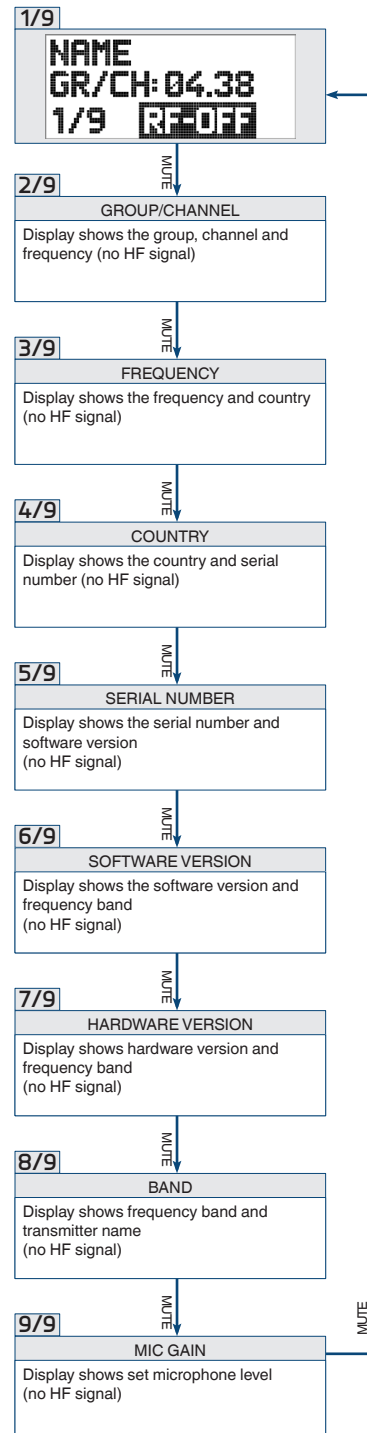 1/9
NAME
GR/CH: 04.38
1/9 RF-OFF
MUTE
2/9
GROUP/CHANNEL
Display shows the group, channel and
frequency (no HF signal)
MUTE
3/9
FREQUENCY
Display shows the frequency and country
(no HF signal)
MUTE
4/9
COUNTRY
Display shows the country and serial
number (no HF signal)
MUTE
5/9
SERIAL NUMBER
Display shows the serial number and
software version
(no HF signal)
MUTE
6/9
SOFTWARE VERSION
Display shows the software version and
frequency band
(no HF signal)
MUTE
7/9
HARDWARE VERSION
Display shows hardware version and
frequency band
(no HF signal)
MUTE
8/9
BAND
Display shows frequency band and
transmitter name
(no HF signal)
MUTE
9/9
MIC GAIN
Display shows set microphone level
(no HF signal)
MUTE